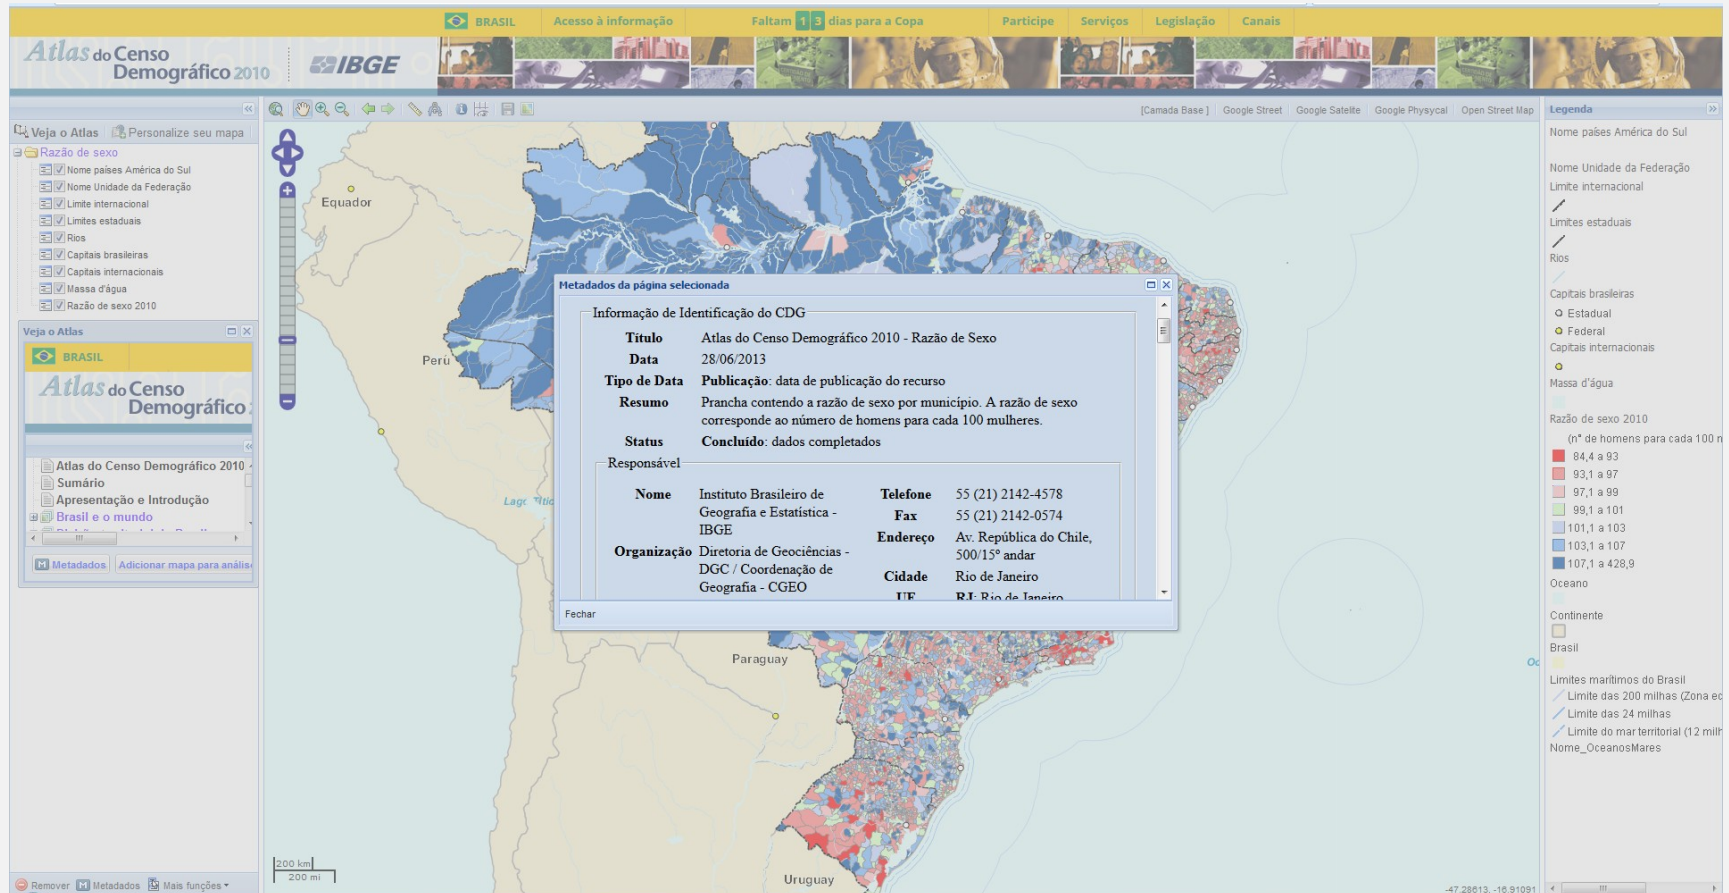 BRASIL Acesso à informação Faltam 1 3 dias para a Copa Participe Serviços Legislação Canais
Atlas do Censo
Demográfico 2010
IBGE
Veja o Atlas Personalize seu mapa
Razão de sexo
Nome países América do Sul
Nome Unidade da Federação
Limite internacional
Limites estaduais
Rios
Capitais brasileiras
Capitais internacionais
Massa d'água
Razão de sexo 2010
Veja o Atlas
BRASIL
Atlas do Censo
Demográfico
Atlas do Censo Demográfico 2010
Sumário
Apresentação e Introdução
Brasil e o mundo
Metadados Adicionar mapa para anális
Remover Metadados Mais funções
[Camada Base ] Google Street Google Satelite Google Physycal Open Street Map
Equador
Perú
Paraguay
Uruguay
200 km
200 mi
-47.28613, -16.91091
Metadados da página selecionada
Informação de Identificação do CDG
Título Atlas do Censo Demográfico 2010 - Razão de Sexo
Data 28/06/2013
Tipo de Data Publicação: data de publicação do recurso
Resumo Prancha contendo a razão de sexo por município. A razão de sexo
corresponde ao número de homens para cada 100 mulheres.
Status Concluído: dados completados
Responsável
Nome Instituto Brasileiro de
Geografia e Estatística -
IBGE
Organização Diretoria de Geociências -
DGC / Coordenação de
Geografia - CGEO
Telefone 55 (21) 2142-4578
Fax 55 (21) 2142-0574
Endereço Av. República do Chile,
500/15º andar
Cidade Rio de Janeiro
UF RJ: Rio de Janeiro
Fechar
Legenda
Nome países América do Sul
Nome Unidade da Federação
Limite internacional
Limites estaduais
Rios
Capitais brasileiras
Estadual
Federal
Capitais internacionais
Massa d'água
Razão de sexo 2010
(n° de homens para cada 100 m
84,4 a 93
93,1 a 97
97,1 a 99
99,1 a 101
101,1 a 103
103,1 a 107
107,1 a 428,9
Oceano
Continente
Brasil
Limites marítimos do Brasil
Limite das 200 milhas (Zona ec
Limite das 24 milhas
Limite do mar territorial (12 milh
Nome_OceanosMares